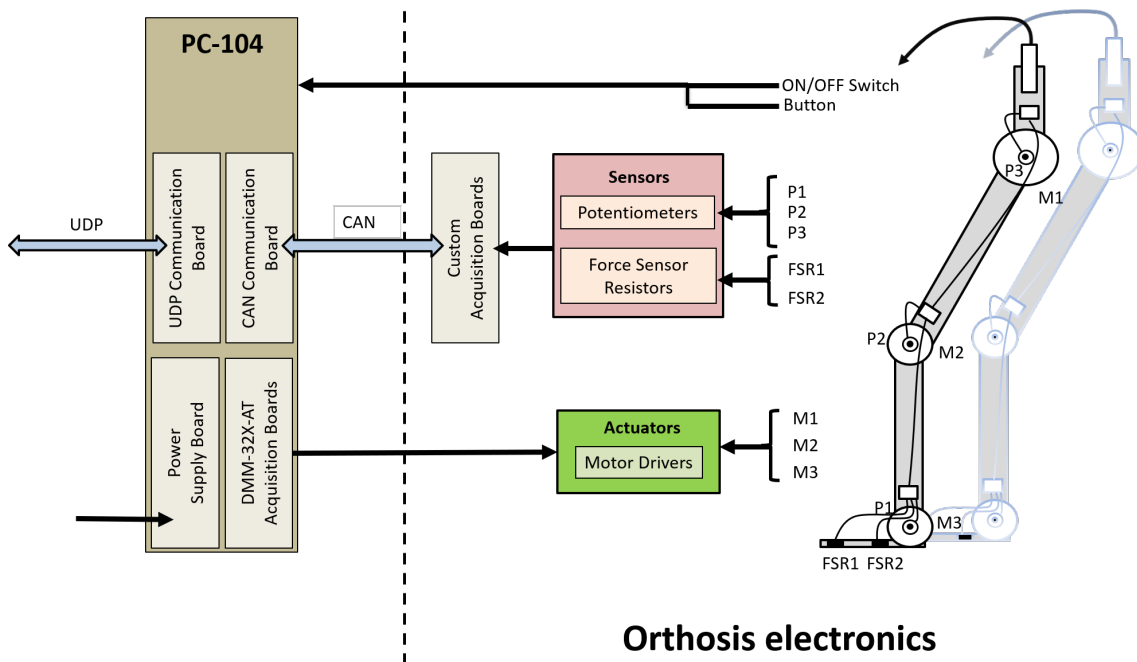 PC-104
ON/OFF Switch
Button
UDP
UDP Communication
Board
CAN Communication
Board
CAN
Custom
Acquisition Boards
Sensors
Potentiometers
Force Sensor
Resistors
P1
P2
P3
FSR1
FSR2
Power
Supply Board
DMM-32X-AT
Acquisition Boards
Actuators
Motor Drivers
M1
M2
M3
P3
M1
P2
M2
P1
M3
FSR1
FSR2
Orthosis electronics